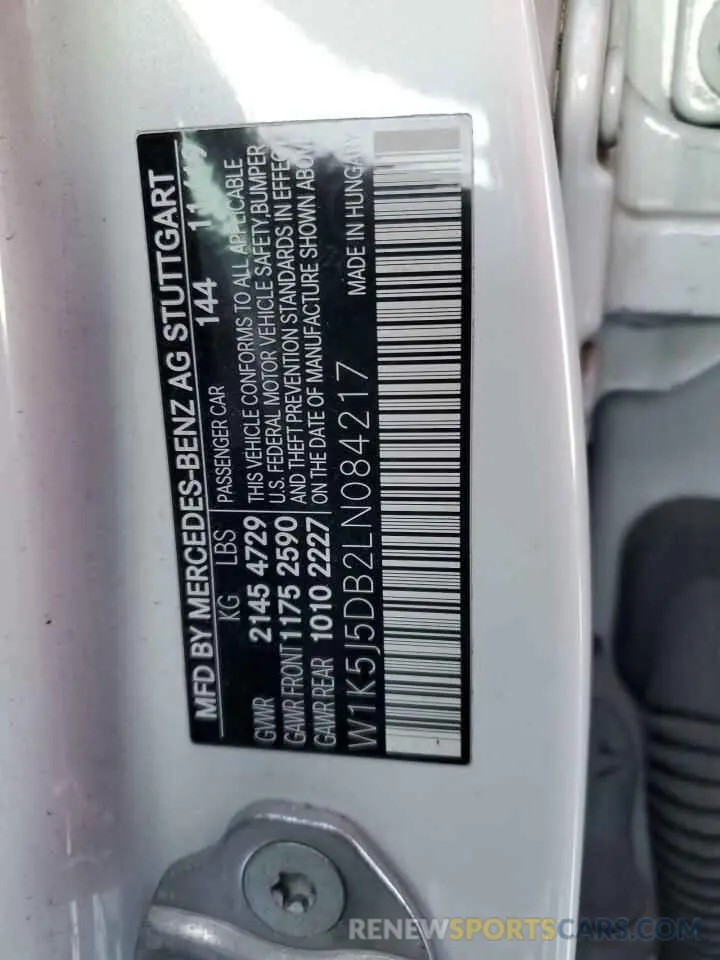 MFD BY MERCEDES-BENZ AG STUTTGART
KG LBS PASSENGER CAR 144
GVWR 2145 4729 THIS VEHICLE CONFORMS TO ALL APPLICABLE
GAWR FRONT 1175 2590 U.S. FEDERAL MOTOR VEHICLE SAFETY, BUMPER
AND THEFT PREVENTION STANDARDS IN EFFECT
GAWR REAR 1010 2227 ON THE DATE OF MANUFACTURE SHOWN ABOVE
W1K5J5DB2LN084217 MADE IN HUNGARY
RENEWSPORTSCARS.COM